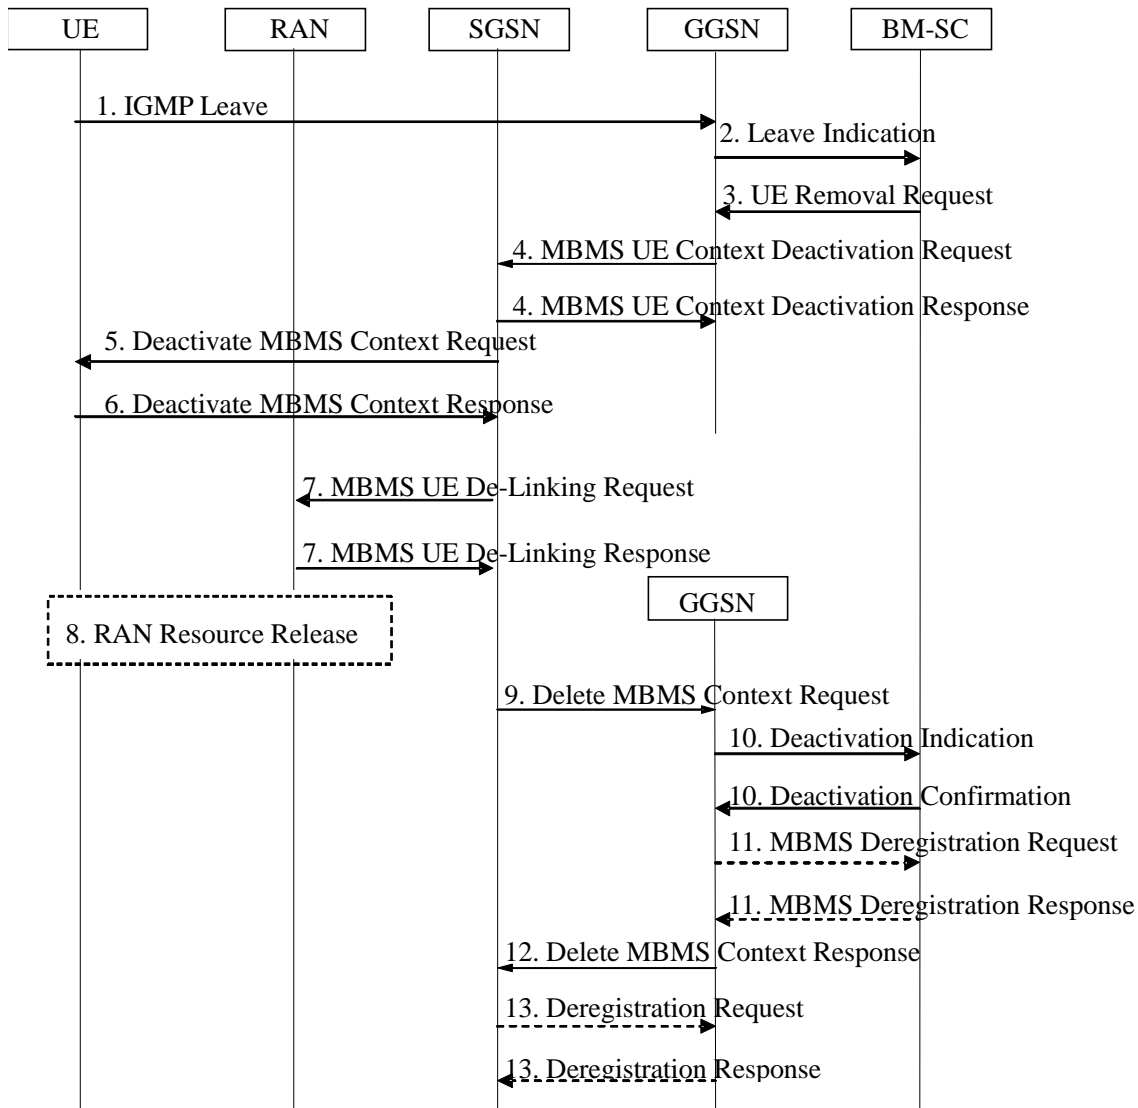 UE
RAN
SGSN
GGSN
BM-SC
1. IGMP Leave
2. Leave Indication
3. UE Removal Request
4. MBMS UE Context Deactivation Request
4. MBMS UE Context Deactivation Response
5. Deactivate MBMS Context Request
6. Deactivate MBMS Context Response
7. MBMS UE De-Linking Request
7. MBMS UE De-Linking Response
GGSN
8. RAN Resource Release
9. Delete MBMS Context Request
10. Deactivation Indication
10. Deactivation Confirmation
11. MBMS Deregistration Request
11. MBMS Deregistration Response
12. Delete MBMS Context Response
13. Deregistration Request
13. Deregistration Response